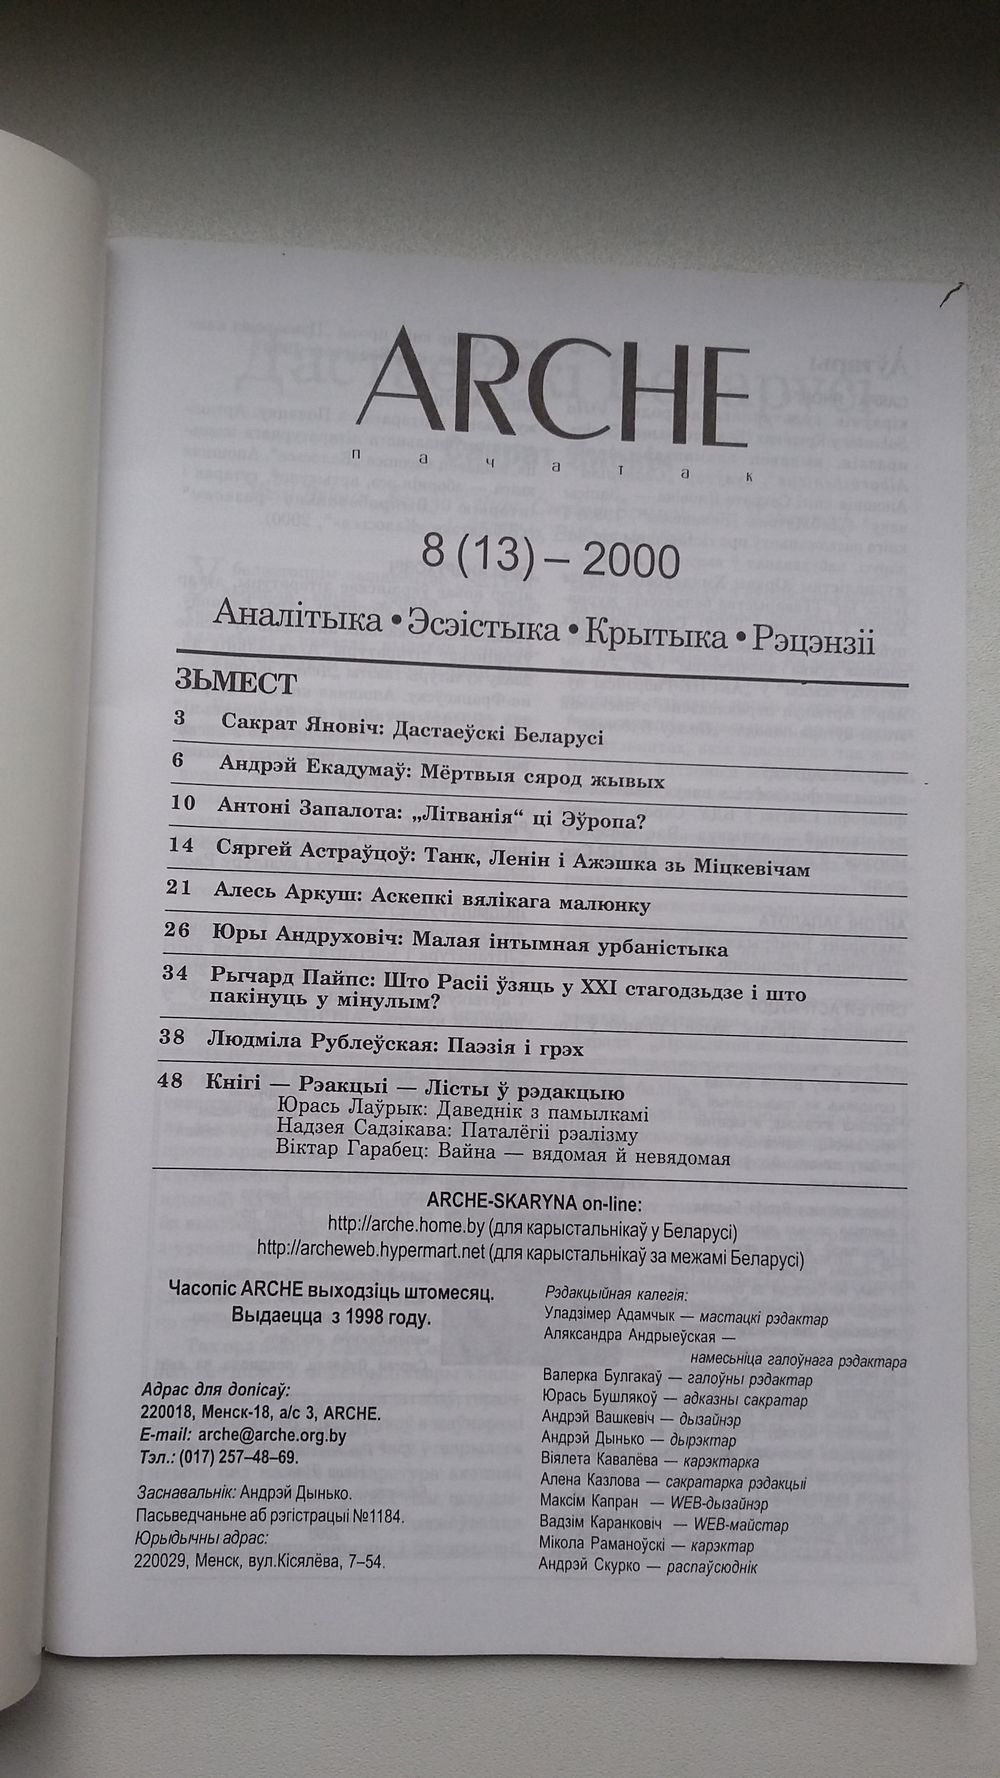 ARCHE
п а ч а т а к
8 (13) – 2000
Аналітыка • Эсэістыка • Крытыка • Рэцэнзіі
ЗЬМЕСТ
3 Сакрат Яновіч: Дастаеўскі Беларусі
6 Андрэй Екадумаў: Мёртвыя сярод жывых
10 Антоні Запалота: „Літванія“ ці Эўропа?
14 Сяргей Астраўцоў: Танк, Ленін і Ажэшка зь Міцкевічам
21 Алесь Аркуш: Аскепкі вялікага малюнку
26 Юры Андруховіч: Малая інтымная урбаністыка
34 Рычард Пайпс: Што Расіі ўзяць у XXI стагодзьдзе і што
пакінуць у мінулым?
38 Людміла Рублеўская: Паэзія і грэх
48 Кнігі — Рэакцыі — Лісты ў рэдакцыю
Юрась Лаўрык: Даведнік з памылкамі
Надзея Садзікава: Паталёгіі рэалізму
Віктар Гарабец: Вайна — вядомая й невядомая
ARCHE-SKARYNA on-line:
http://arche.home.by (для карыстальнікаў у Беларусі)
http://archeweb.hypermart.net (для карыстальнікаў за межамі Беларусі)
Часопіс ARCHE выходзіць штомесяц.
Выдаецца з 1998 году.
Адрас для допісаў:
220018, Менск-18, а/с 3, ARCHE.
E-mail: arche@arche.org.by
Тэл.: (017) 257–48–69.
Заснавальнік: Андрэй Дынько.
Пасьведчаньне аб рэгістрацыі №1184.
Юрыдычны адрас:
220029, Менск, вул.Кісялёва, 7–54.
Рэдакцыйная калегія:
Уладзімер Адамчык — мастацкі рэдактар
Аляксандра Андрыеўская —
намесьніца галоўнага рэдактара
Валерка Булгакаў — галоўны рэдактар
Юрась Бушлякоў — адказны сакратар
Андрэй Вашкевіч — дызайнэр
Андрэй Дынько — дырэктар
Віялета Кавалёва — карэктарка
Алена Казлова — сакратарка рэдакцыі
Максім Капран — WEB-дызайнэр
Вадзім Каранковіч — WEB-майстар
Мікола Раманоўскі — карэктар
Андрэй Скурко — распаўсюднік